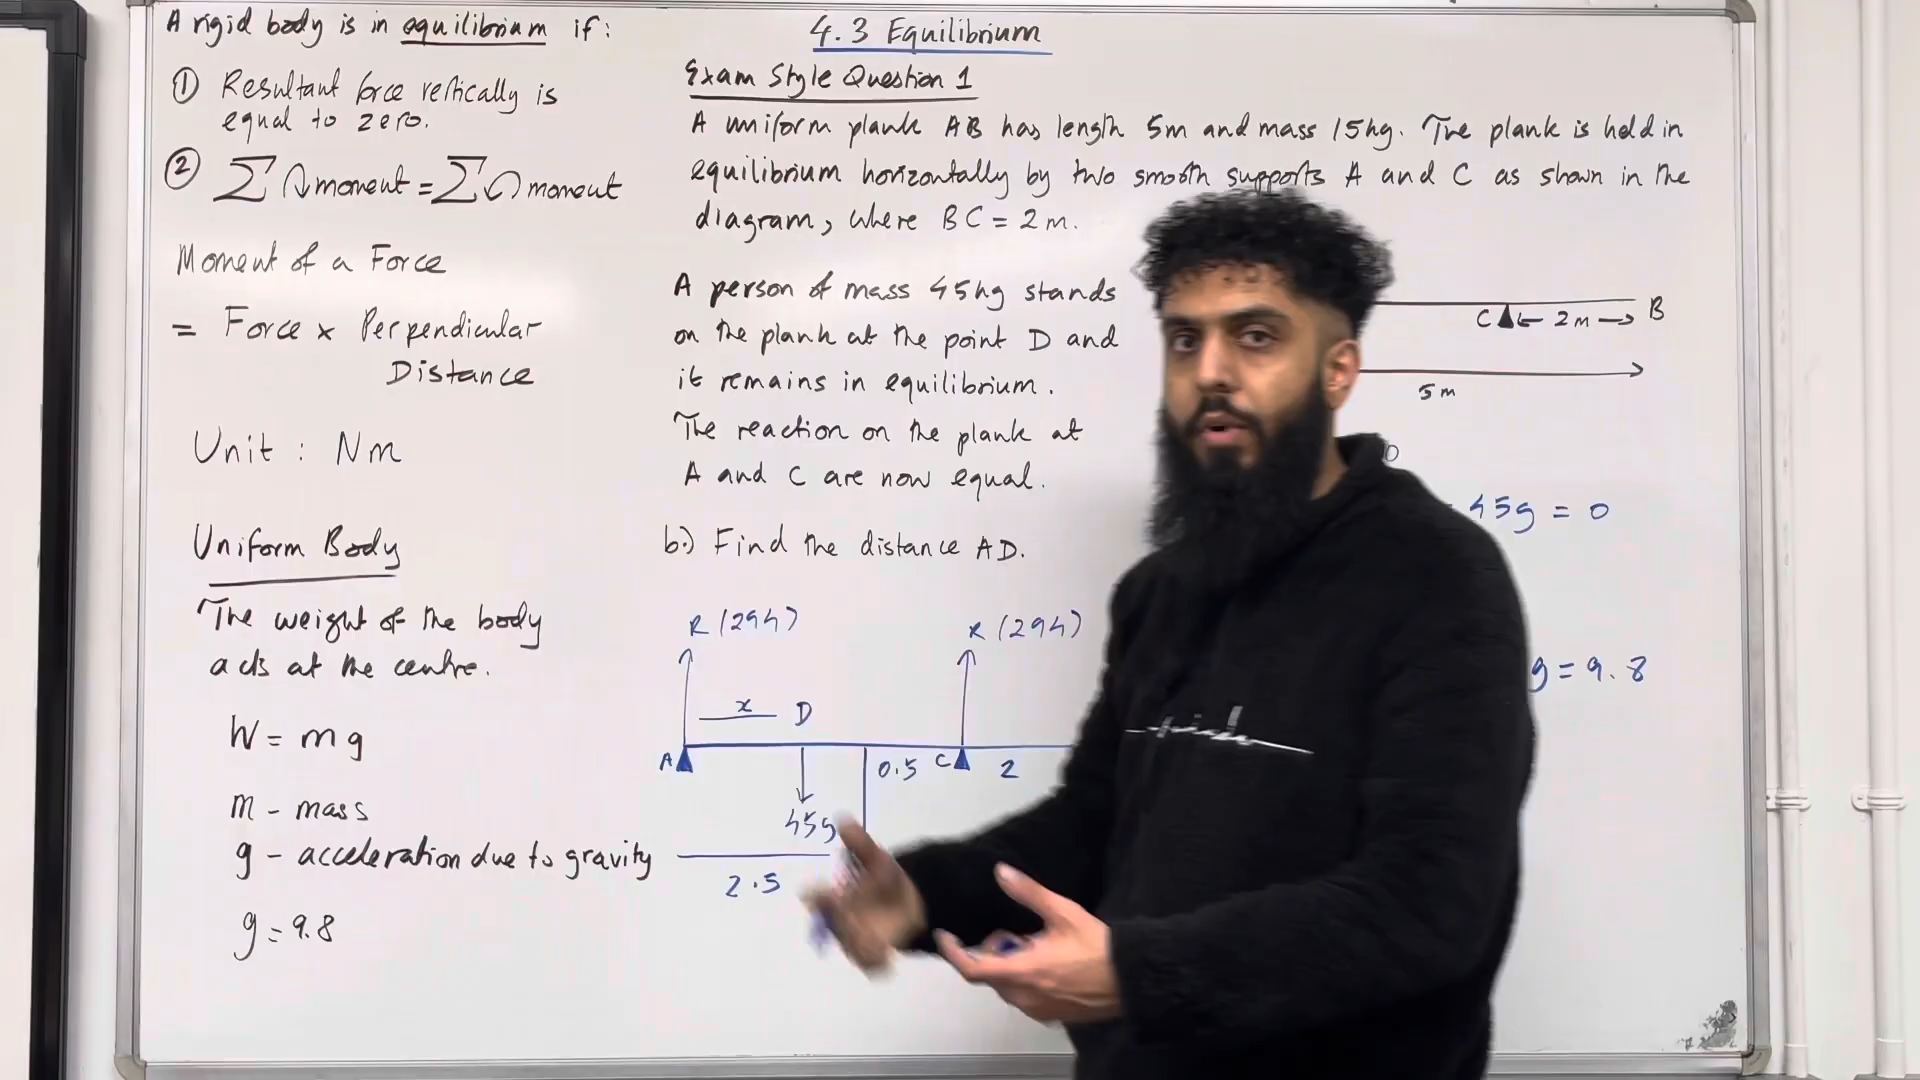 A rigid body is in equilibrium if:
① Resultant force vertically is
equal to zero.
② ∑ ↻ moment = ∑ ↺ moment
Moment of a Force
= Force × Perpendicular
Distance
Unit : Nm
Uniform Body
The weight of the body
acts at the centre.
W = mg
m - mass
g - acceleration due to gravity
g = 9.8
4.3 Equilibrium
Exam Style Question 1
A uniform plank AB has length 5m and mass 15kg. The plank is held in
equilibrium horizontally by two smooth supports A and C as shown in the
diagram, where BC = 2m.
A person of mass 45kg stands
on the plank at the point D and
it remains in equilibrium.
The reaction on the plank at
A and C are now equal.
b.) Find the distance AD.
C ← 2m → B
5m
45g = 0
g = 9.8
R (294) R (294)
x D
A 0.5 C 2
45g
2.5